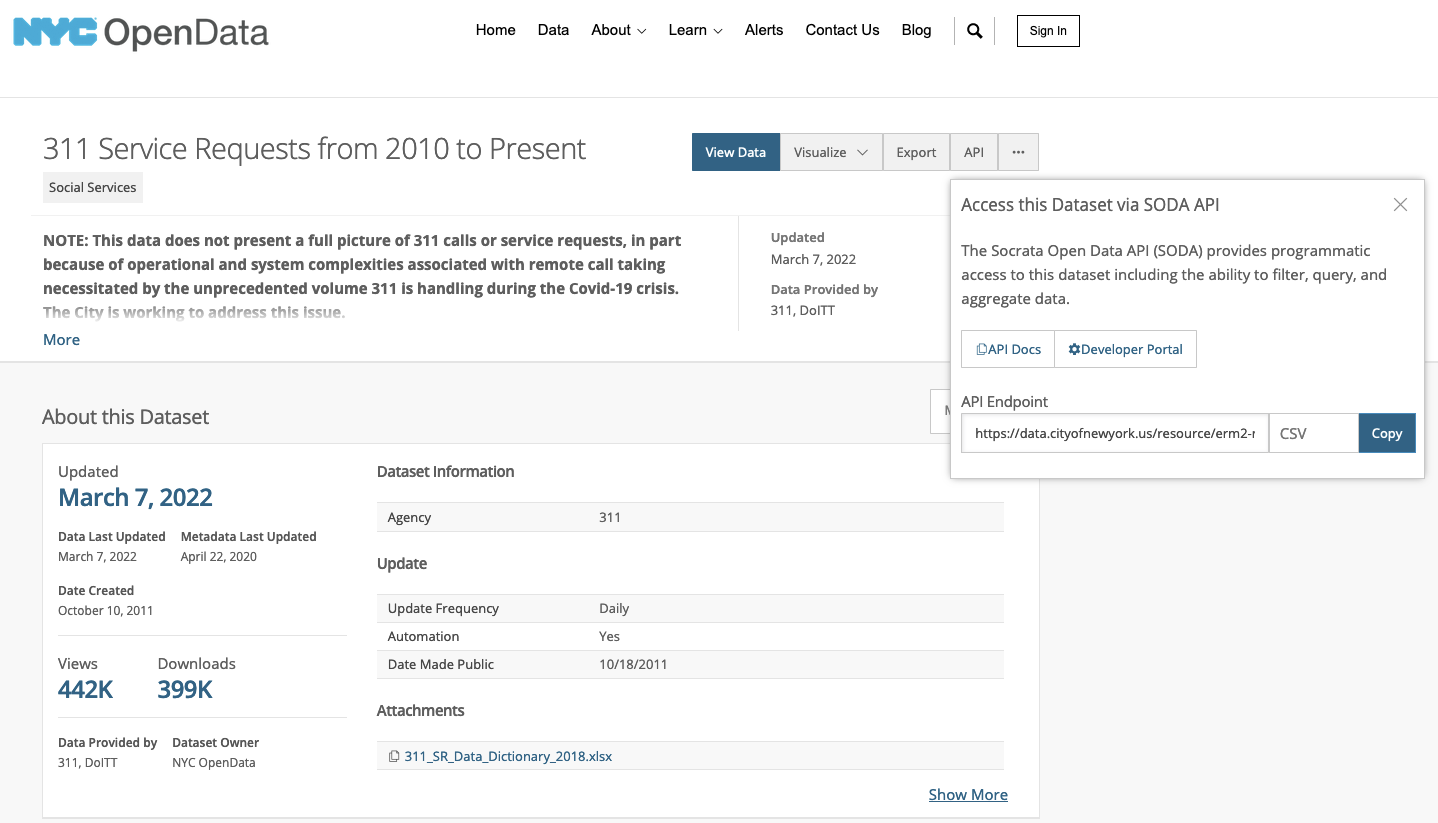 NYC OpenData
Home Data About Learn Alerts Contact Us Blog Sign In
311 Service Requests from 2010 to Present
Social Services
View Data Visualize Export API ...
NOTE: This data does not present a full picture of 311 calls or service requests, in part
because of operational and system complexities associated with remote call taking
necessitated by the unprecedented volume 311 is handling during the Covid-19 crisis.
The City is working to address this issue.
More
Updated
March 7, 2022
Data Provided by
311, DoITT
Access this Dataset via SODA API
The Socrata Open Data API (SODA) provides programmatic
access to this dataset including the ability to filter, query, and
aggregate data.
API Docs Developer Portal
API Endpoint
https://data.cityofnewyork.us/resource/erm2-r CSV Copy
About this Dataset
Updated
March 7, 2022
Data Last Updated Metadata Last Updated
March 7, 2022 April 22, 2020
Date Created
October 10, 2011
Views Downloads
442K 399K
Data Provided by Dataset Owner
311, DoITT NYC OpenData
Dataset Information
Agency 311
Update
Update Frequency Daily
Automation Yes
Date Made Public 10/18/2011
Attachments
311_SR_Data_Dictionary_2018.xlsx
Show More